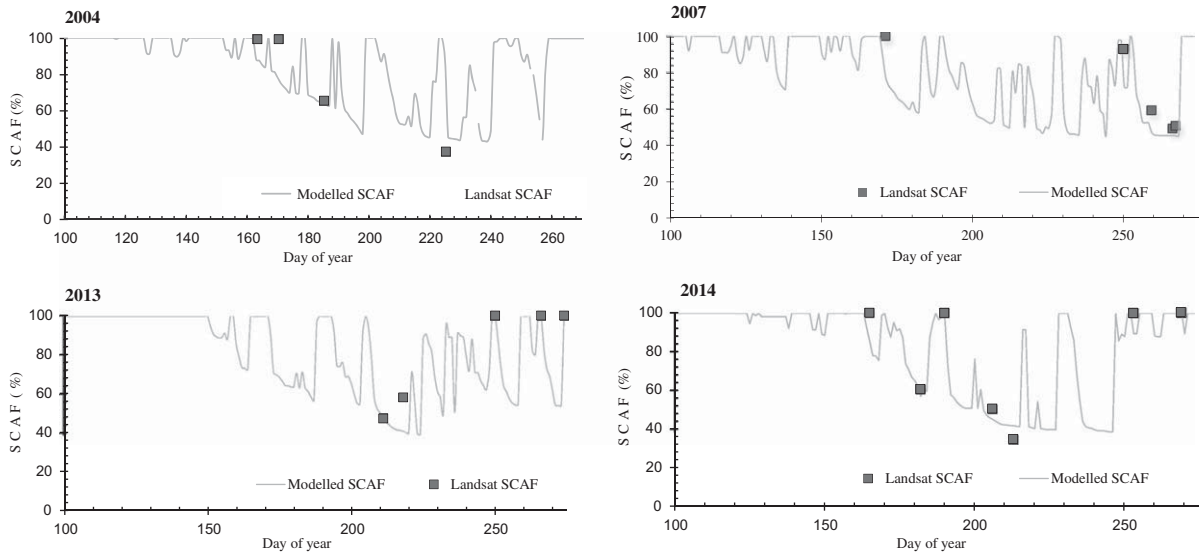 2004
100
80
60
40
20
0
SCAF (%)
Modelled SCAF
Landsat SCAF
100 120 140 160 180 200 220 240 260
Day of year
2007
100
80
60
40
20
0
SCAF (%)
Landsat SCAF
Modelled SCAF
100 150 200 250
Day of year
2013
100
80
60
40
20
0
SCAF (%)
Modelled SCAF
Landsat SCAF
100 150 200 250
Day of year
2014
100
80
60
40
20
0
SCAF (%)
Landsat SCAF
Modelled SCAF
100 150 200 250
Day of year